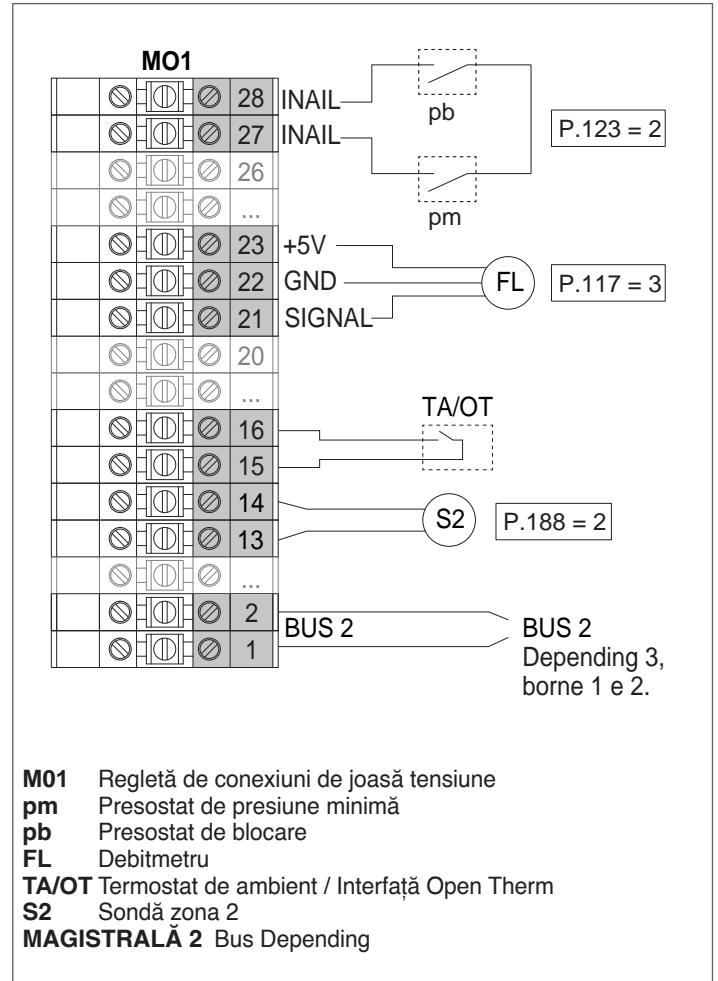 MO1
28 INAIL
pb
27 INAIL
P.123 = 2
26
pm
...
23 +5V
22 GND
FL
P.117 = 3
21 SIGNAL
20
...
TA/OT
16
15
14
S2
P.188 = 2
13
...
2
BUS 2
1
BUS 2
Depending 3,
borne 1 e 2.
M01 Regletă de conexiuni de joasă tensiune
pm Presostat de presiune minimă
pb Presostat de blocare
FL Debitmetru
TA/OT Termostat de ambient / Interfață Open Therm
S2 Sondă zona 2
MAGISTRALĂ 2 Bus Depending